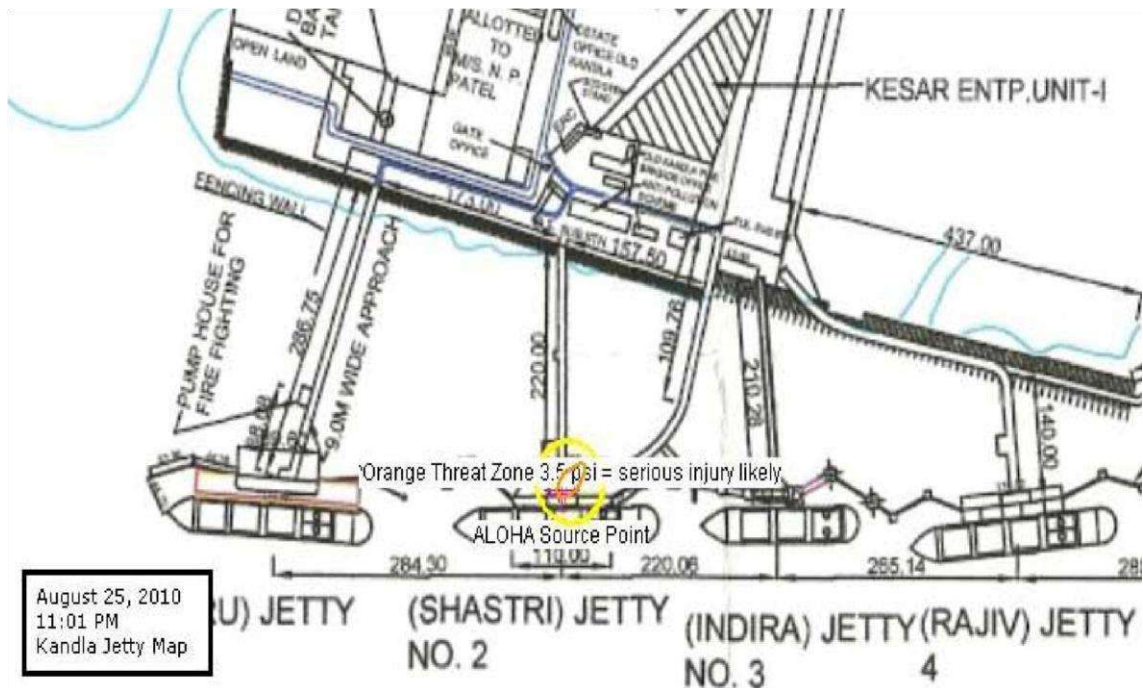 ALLOTTED
TO
M/S. N. P.
PATEL
OPEN LAND
ESTATE
OFFICE OLD
KANDLA
KESAR ENTP.UNIT-I
GATE
OFFICE
FENCING WALL
173.00
157.50
437.00
PUMP HOUSE FOR
FIRE FIGHTING
286.75
9.0M WIDE APPROACH
220.00
109.76
210.28
140.00
Orange Threat Zone 3.5 psi = serious injury likely
ALOHA Source Point
110.00
284.30
220.06
265.14
August 25, 2010
11:01 PM
Kandla Jetty Map
RU) JETTY
(SHASTRI) JETTY
NO. 2
(INDIRA) JETTY
NO. 3
(RAJIV) JETTY
4